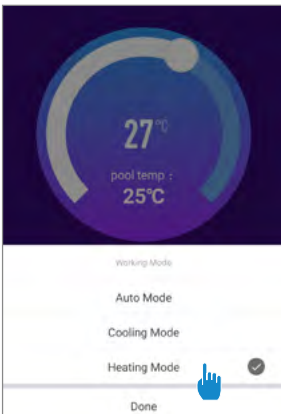 27°C
pool temp :
25°C
Working Mode
Auto Mode
Cooling Mode
Heating Mode
Done